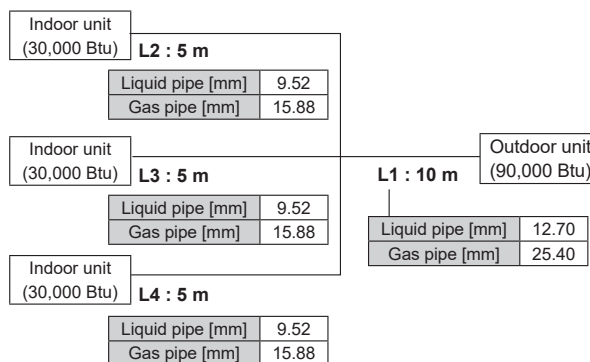 Indoor unit
(30,000 Btu)
L2 : 5 m
Liquid pipe [mm] 9.52
Gas pipe [mm] 15.88
Indoor unit
(30,000 Btu)
L3 : 5 m
Liquid pipe [mm] 9.52
Gas pipe [mm] 15.88
Outdoor unit
(90,000 Btu)
L1 : 10 m
Liquid pipe [mm] 12.70
Gas pipe [mm] 25.40
Indoor unit
(30,000 Btu)
L4 : 5 m
Liquid pipe [mm] 9.52
Gas pipe [mm] 15.88